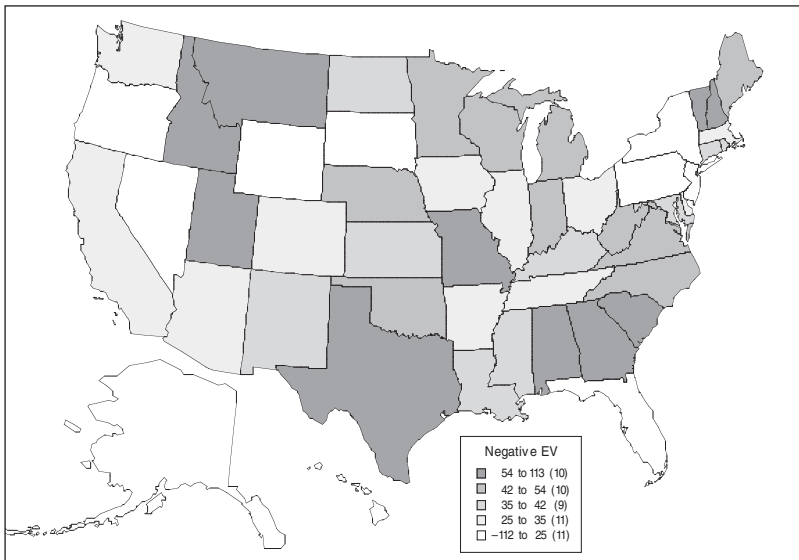 Negative EV
54 to 113 (10)
42 to 54 (10)
35 to 42 (9)
25 to 35 (11)
−112 to 25 (11)